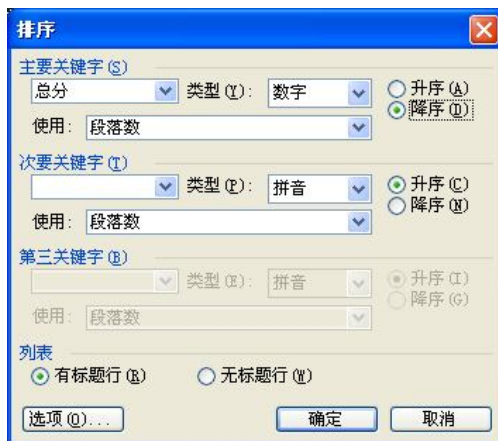 排序
主要关键字(S)
总分 类型(Y): 数字 升序(A)
降序(D)
使用: 段落数
次要关键字(T)
类型(P): 拼音 升序(C)
降序(N)
使用: 段落数
第三关键字(B)
类型(E): 拼音 升序(I)
降序(G)
使用: 段落数
列表
有标题行(R) 无标题行(W)
选项(O)... 确定 取消